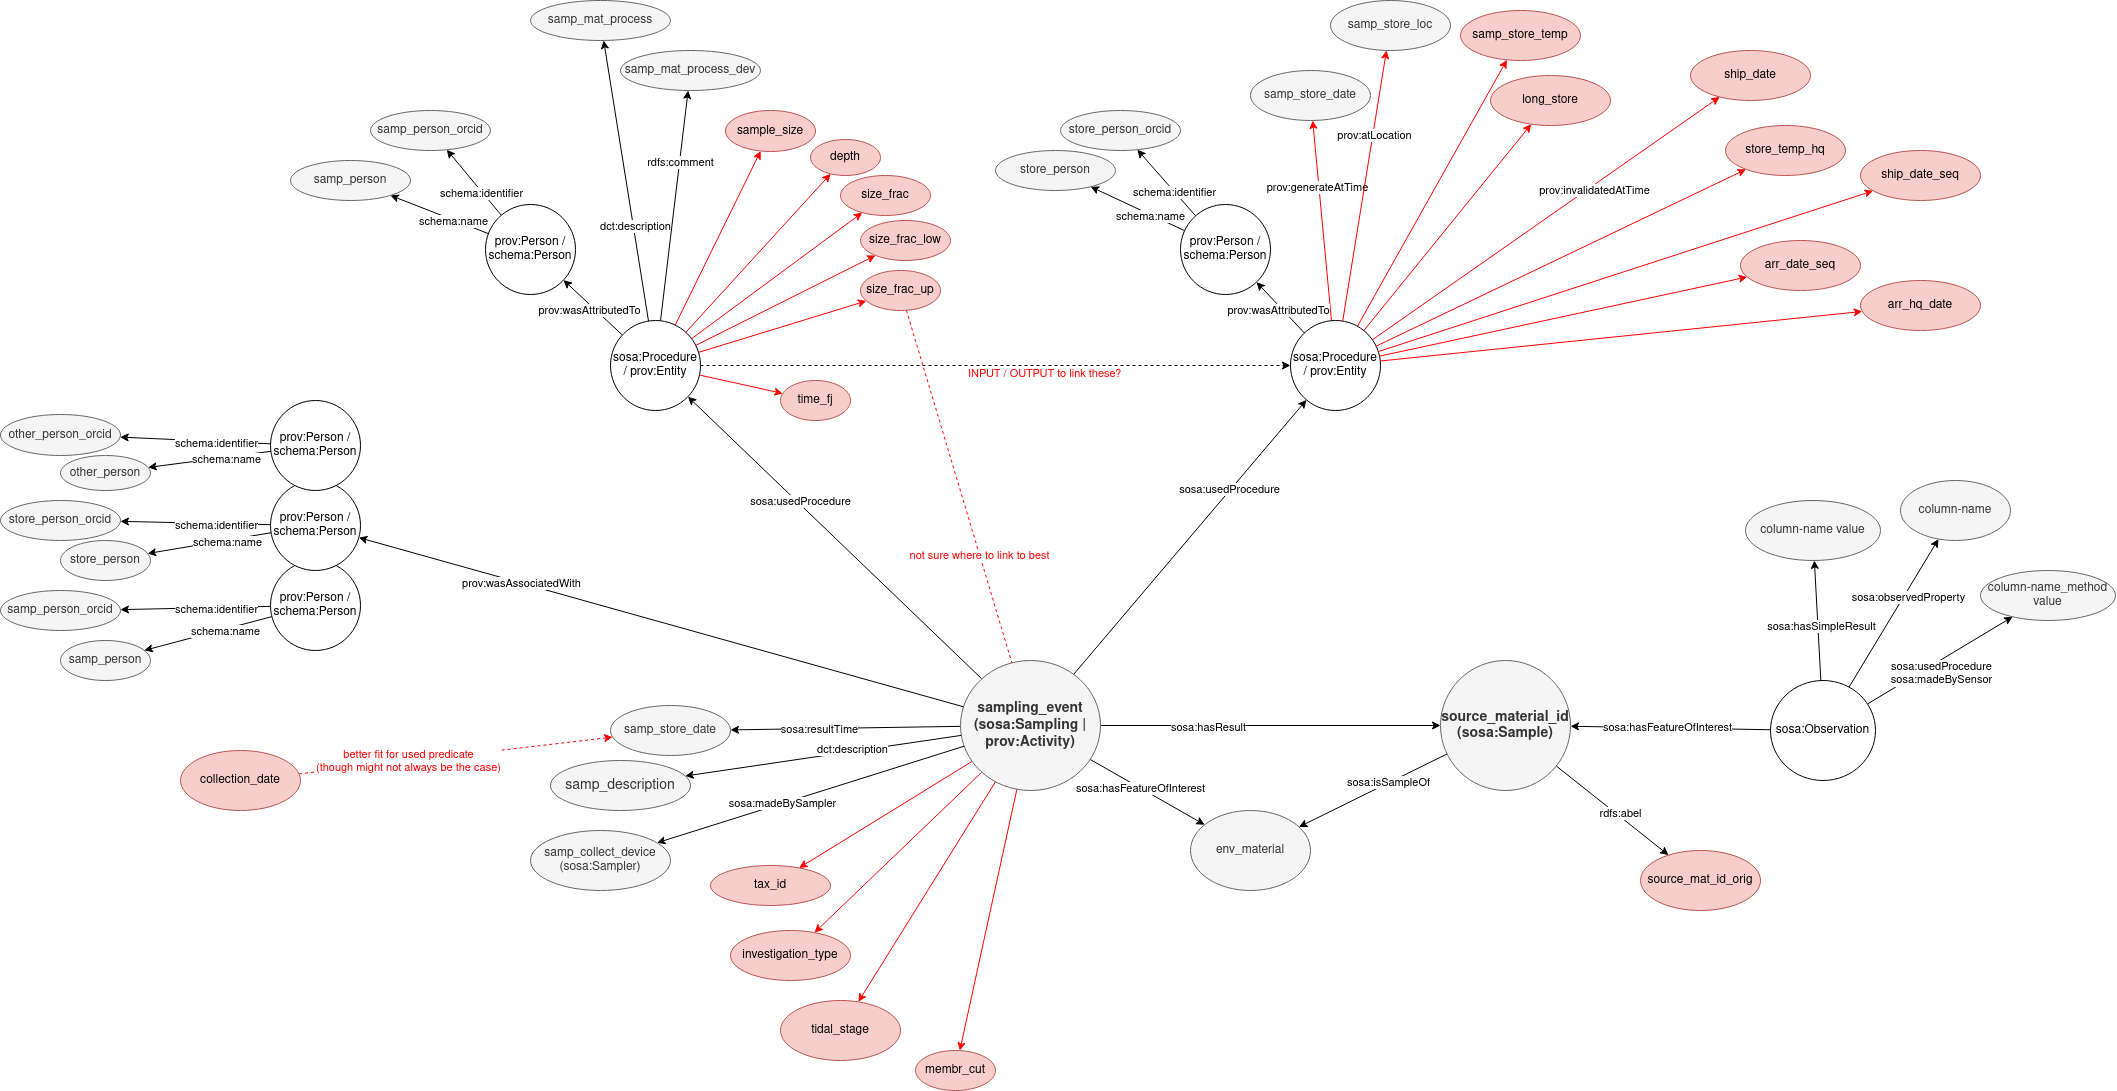 samp_mat_process
samp_mat_process_dev
samp_person_orcid
samp_person
sample_size
depth
size_frac
size_frac_low
size_frac_up
rdfs:comment
dct:description
schema:identifier
schema:name
prov:Person /
schema:Person
prov:wasAttributedTo
sosa:Procedure
/ prov:Entity
time_fj
INPUT / OUTPUT to link these?
samp_store_loc
samp_store_temp
samp_store_date
long_store
ship_date
store_temp_hq
ship_date_seq
arr_date_seq
arr_hq_date
store_person_orcid
store_person
prov:atLocation
prov:generateAtTime
prov:invalidatedAtTime
schema:identifier
schema:name
prov:Person /
schema:Person
prov:wasAttributedTo
sosa:Procedure
/ prov:Entity
other_person_orcid
other_person
schema:identifier
schema:name
prov:Person /
schema:Person
store_person_orcid
store_person
schema:identifier
schema:name
prov:Person /
schema:Person
samp_person_orcid
samp_person
schema:identifier
schema:name
prov:Person /
schema:Person
prov:wasAssociatedWith
sosa:usedProcedure
sosa:usedProcedure
not sure where to link to best
column-name value
column-name
column-name_method
value
sosa:observedProperty
sosa:hasSimpleResult
sosa:usedProcedure
sosa:madeBySensor
sosa:Observation
sosa:hasFeatureOfInterest
source_material_id
(sosa:Sample)
sosa:hasResult
sampling_event
(sosa:Sampling |
prov:Activity)
sosa:resultTime
samp_store_date
better fit for used predicate
(though might not always be the case)
collection_date
dct:description
samp_description
sosa:madeBySampler
samp_collect_device
(sosa:Sampler)
sosa:hasFeatureOfInterest
sosa:isSampleOf
env_material
rdfs:abel
source_mat_id_orig
tax_id
investigation_type
tidal_stage
membr_cut